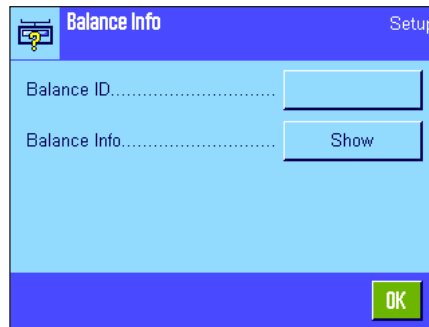 Balance Info Setup
Balance ID............................
Balance Info.......................... Show
OK